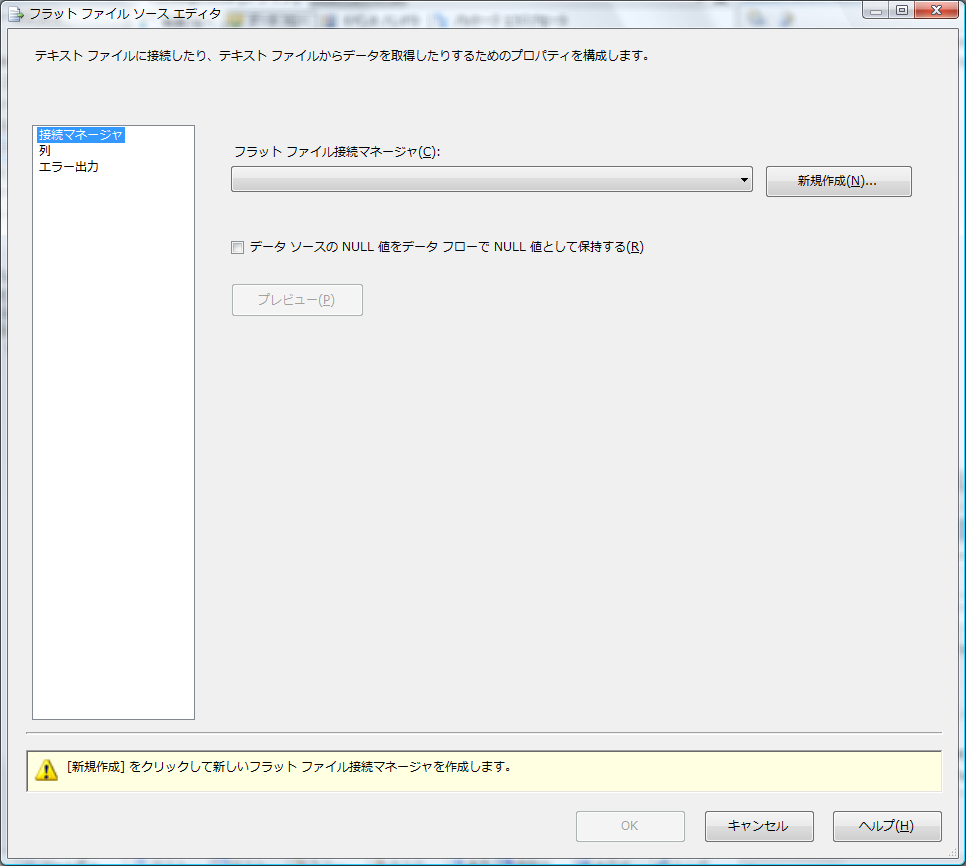 フラット ファイル ソース エディタ
テキスト ファイルに接続したり、テキスト ファイルからデータを取得したりするためのプロパティを構成します。
接続マネージャ
列
エラー出力
フラット ファイル接続マネージャ(C):
新規作成(N)...
データ ソースの NULL 値をデータ フローで NULL 値として保持する(R)
プレビュー(P)
[新規作成] をクリックして新しいフラット ファイル接続マネージャを作成します。
OK
キャンセル
ヘルプ(H)